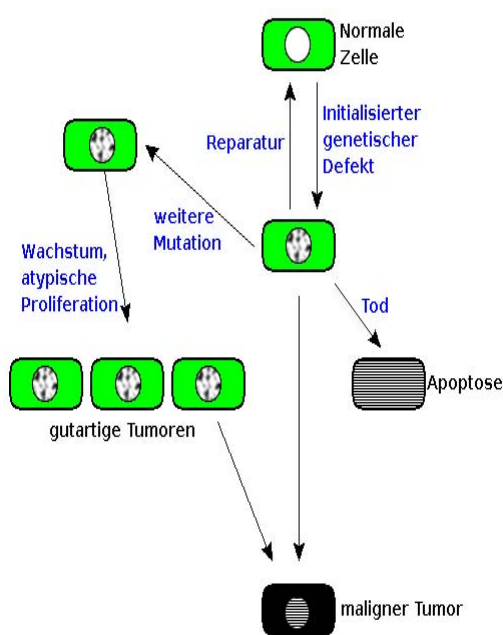 Normale
Zelle
Reparatur
Initialisierter
genetischer
Defekt
weitere
Mutation
Wachstum,
atypische
Proliferation
Tod
Apoptose
gutartige Tumoren
maligner Tumor